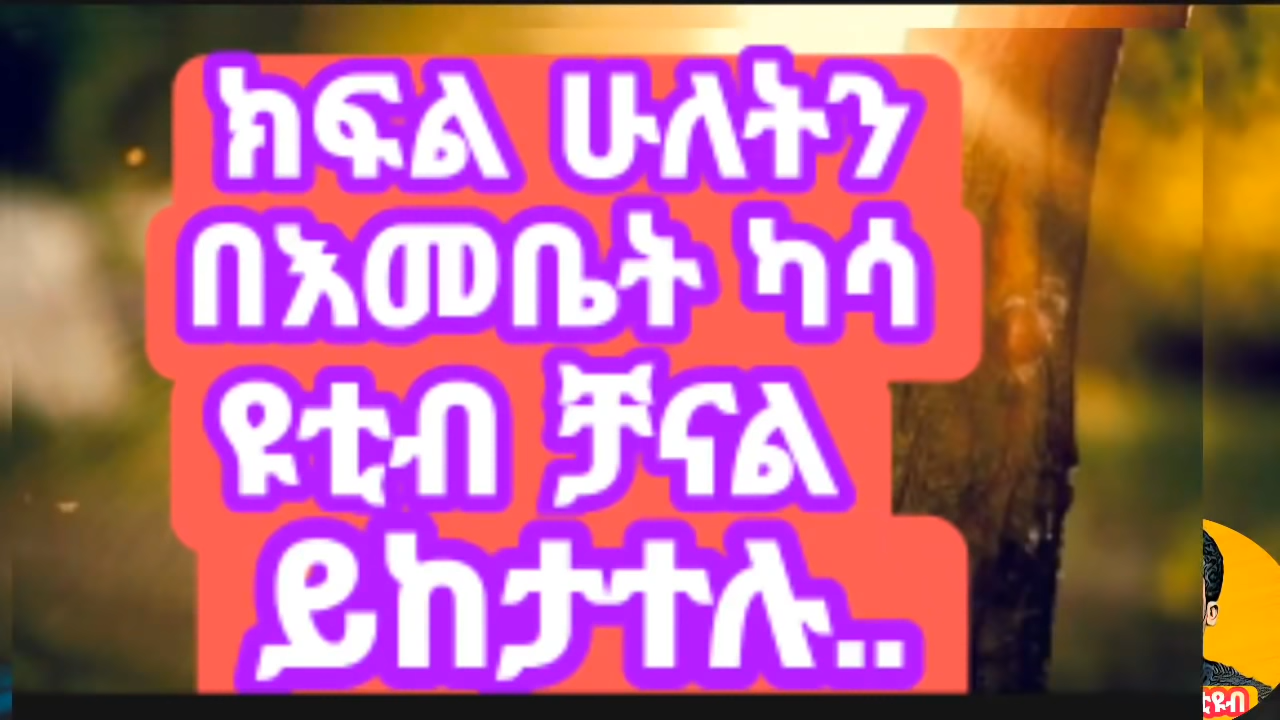 ክፍል ሁለትን
በእመቤት ካሳ
ዩቲብ ቻናል
ይከታተሉ..